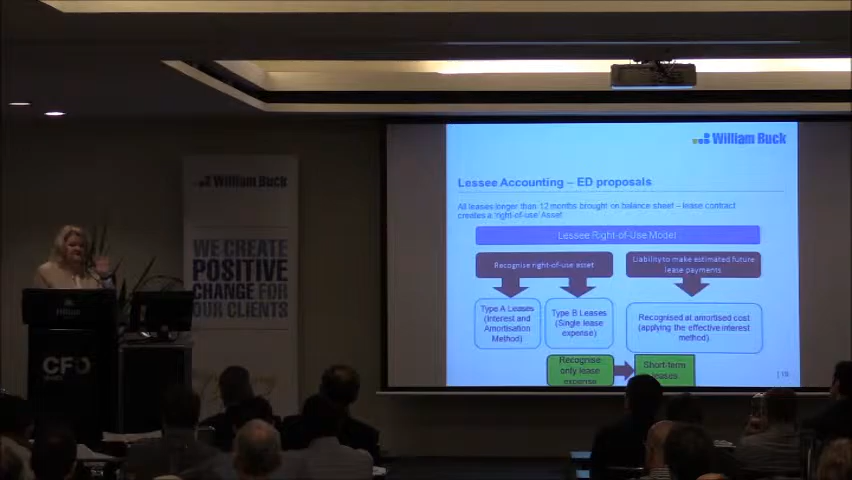 William Buck
Lessee Accounting – ED proposals
All leases longer than 12 months brought on balance sheet – lease contract
creates a 'right-of-use' Asset
Lessee Right-of-Use Model
Recognise right-of-use asset
Liability to make estimated future
lease payments
Type A Leases
(Interest and
Amortisation
Method)
Type B Leases
(Single lease
expense)
Recognised at amortised cost
(applying the effective interest
method)
Recognise
only lease
expense
Short-term
leases
William Buck
WE CREATE
POSITIVE
CHANGE FOR
OUR CLIENTS
Hilton
CFO